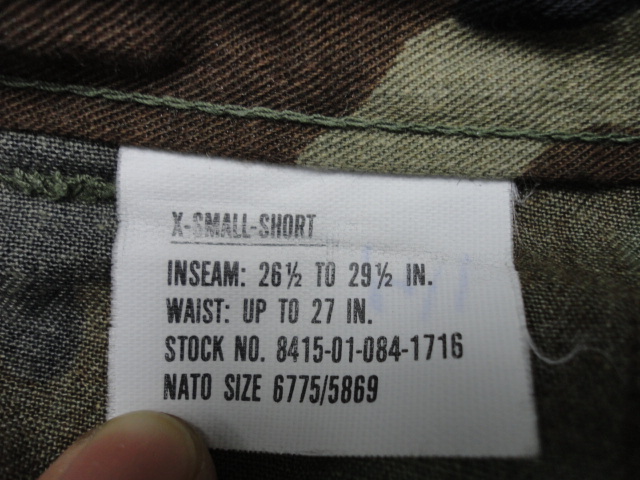 X-SMALL-SHORT
INSEAM: 26½ TO 29½ IN.
WAIST: UP TO 27 IN.
STOCK NO. 8415-01-084-1716
NATO SIZE 6775/5869